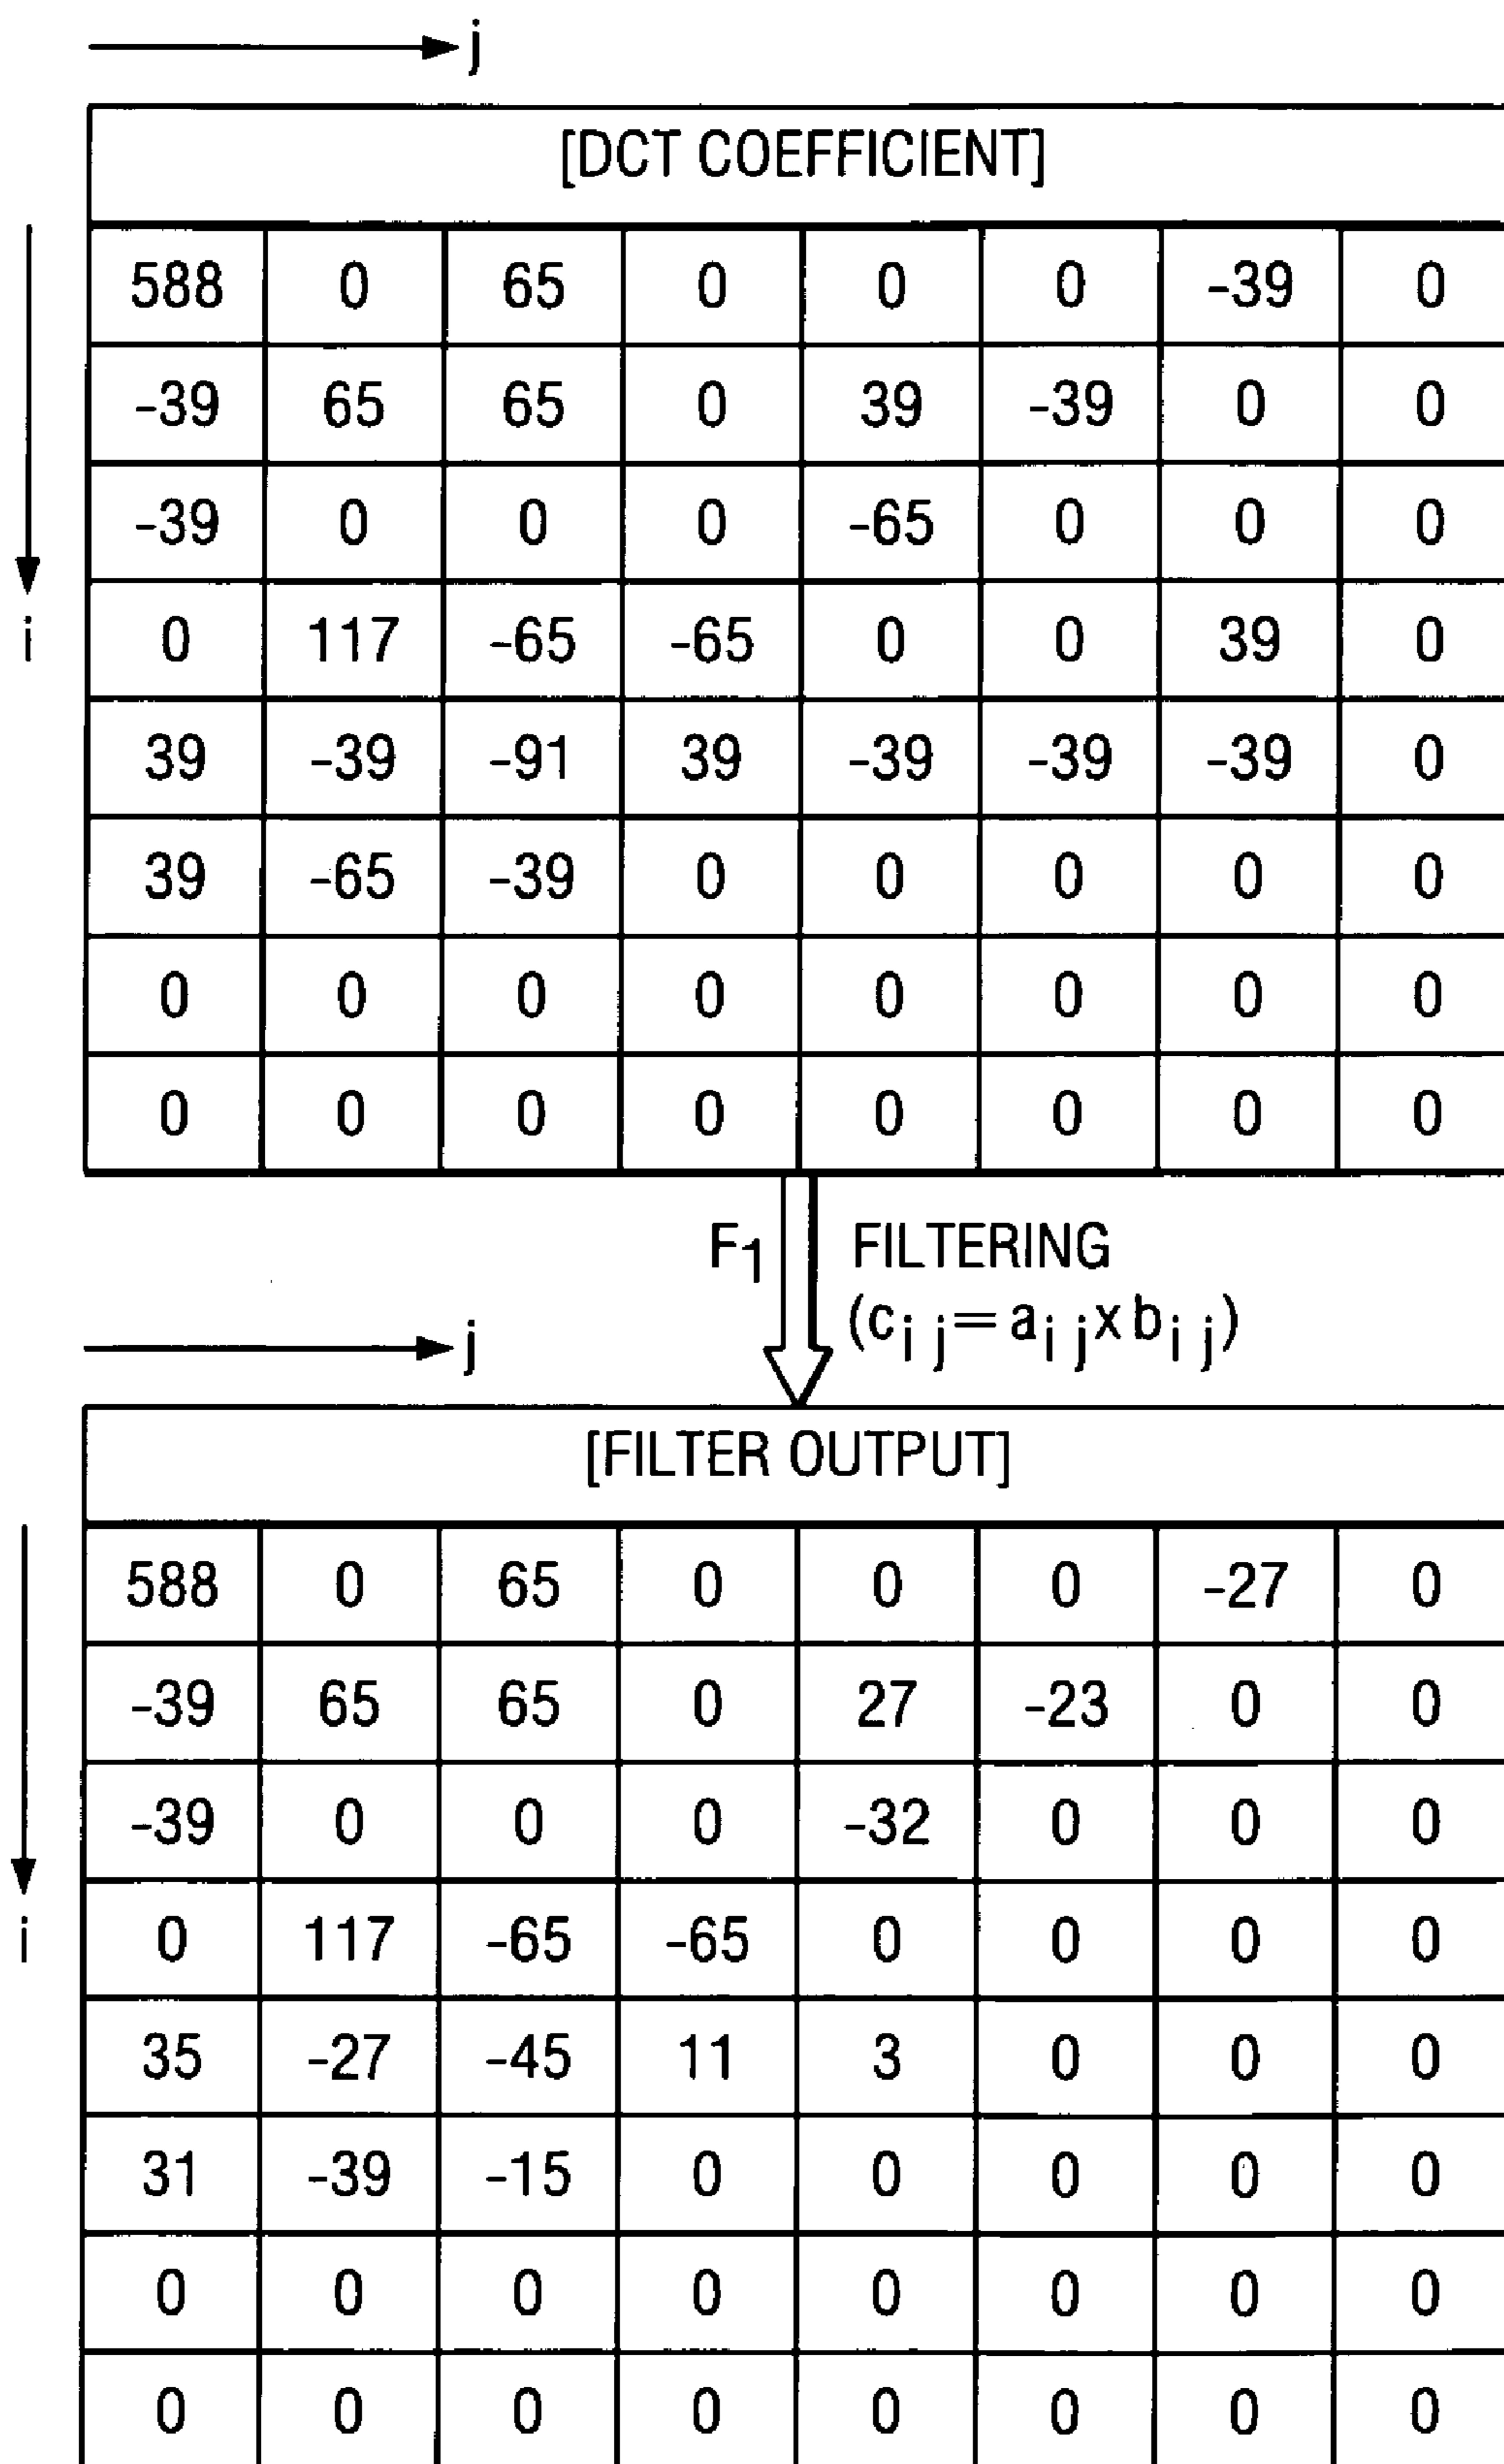 j
[DCT COEFFICIENT]
588 0 65 0 0 0 -39 0
-39 65 65 0 39 -39 0 0
-39 0 0 0 -65 0 0 0
i
0 117 -65 -65 0 0 39 0
39 -39 -91 39 -39 -39 -39 0
39 -65 -39 0 0 0 0 0
0 0 0 0 0 0 0 0
0 0 0 0 0 0 0 0
F1 FILTERING
(ci j=ai jxbi j)
j
[FILTER OUTPUT]
588 0 65 0 0 0 -27 0
-39 65 65 0 27 -23 0 0
-39 0 0 0 -32 0 0 0
i
0 117 -65 -65 0 0 0 0
35 -27 -45 11 3 0 0 0
31 -39 -15 0 0 0 0 0
0 0 0 0 0 0 0 0
0 0 0 0 0 0 0 0